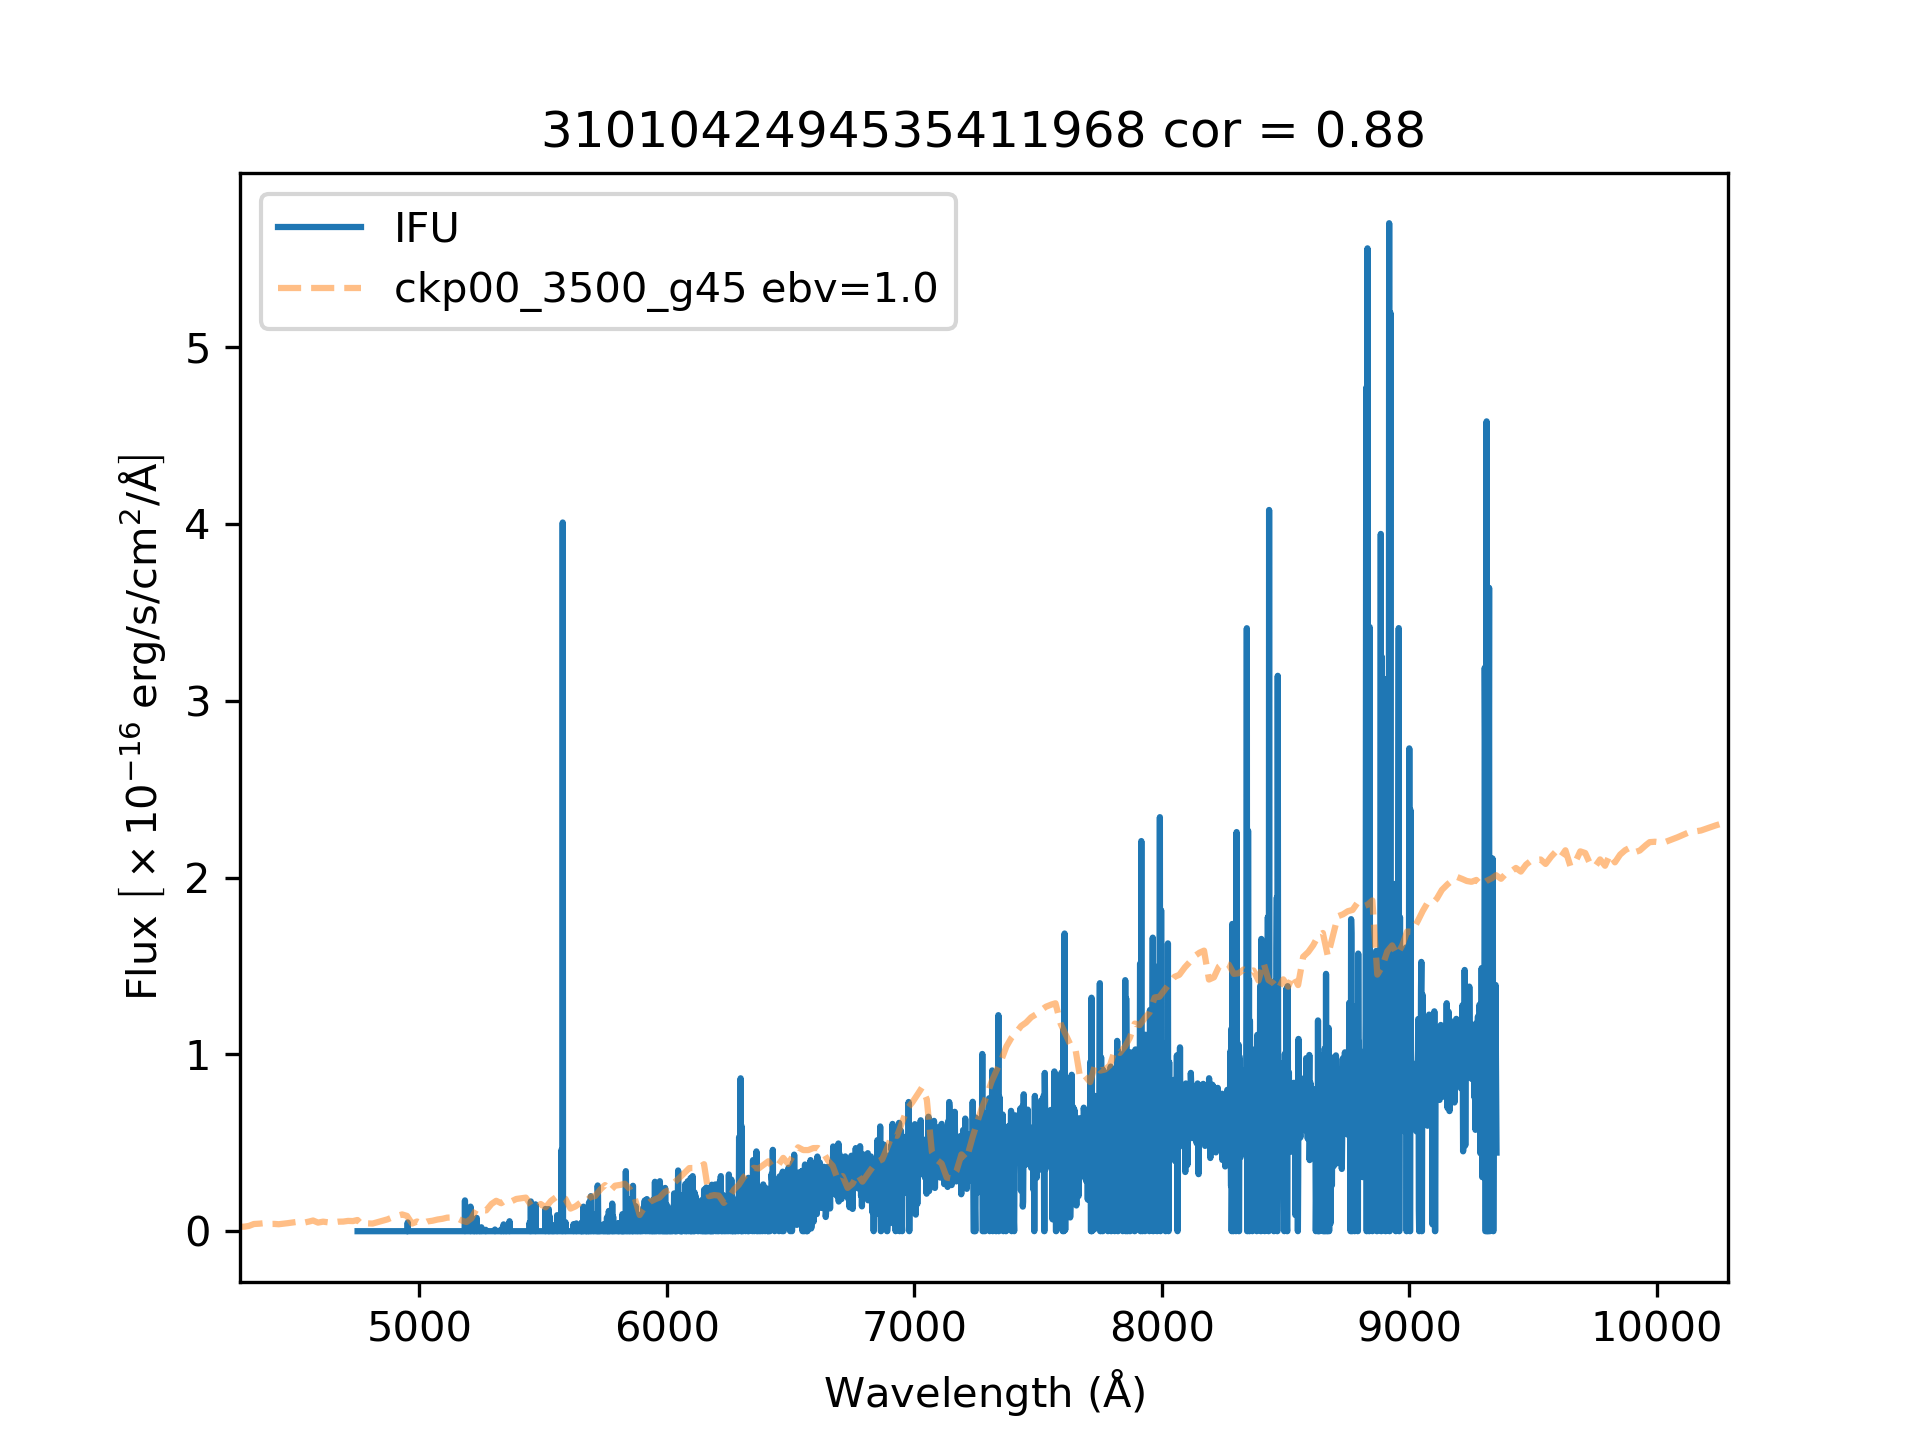 3101042494535411968 cor = 0.88
IFU
ckp00_3500_g45 ebv=1.0
Flux [× 10⁻¹⁶ erg/s/cm²/Å]
5
4
3
2
1
0
5000 6000 7000 8000 9000 10000
Wavelength (Å)